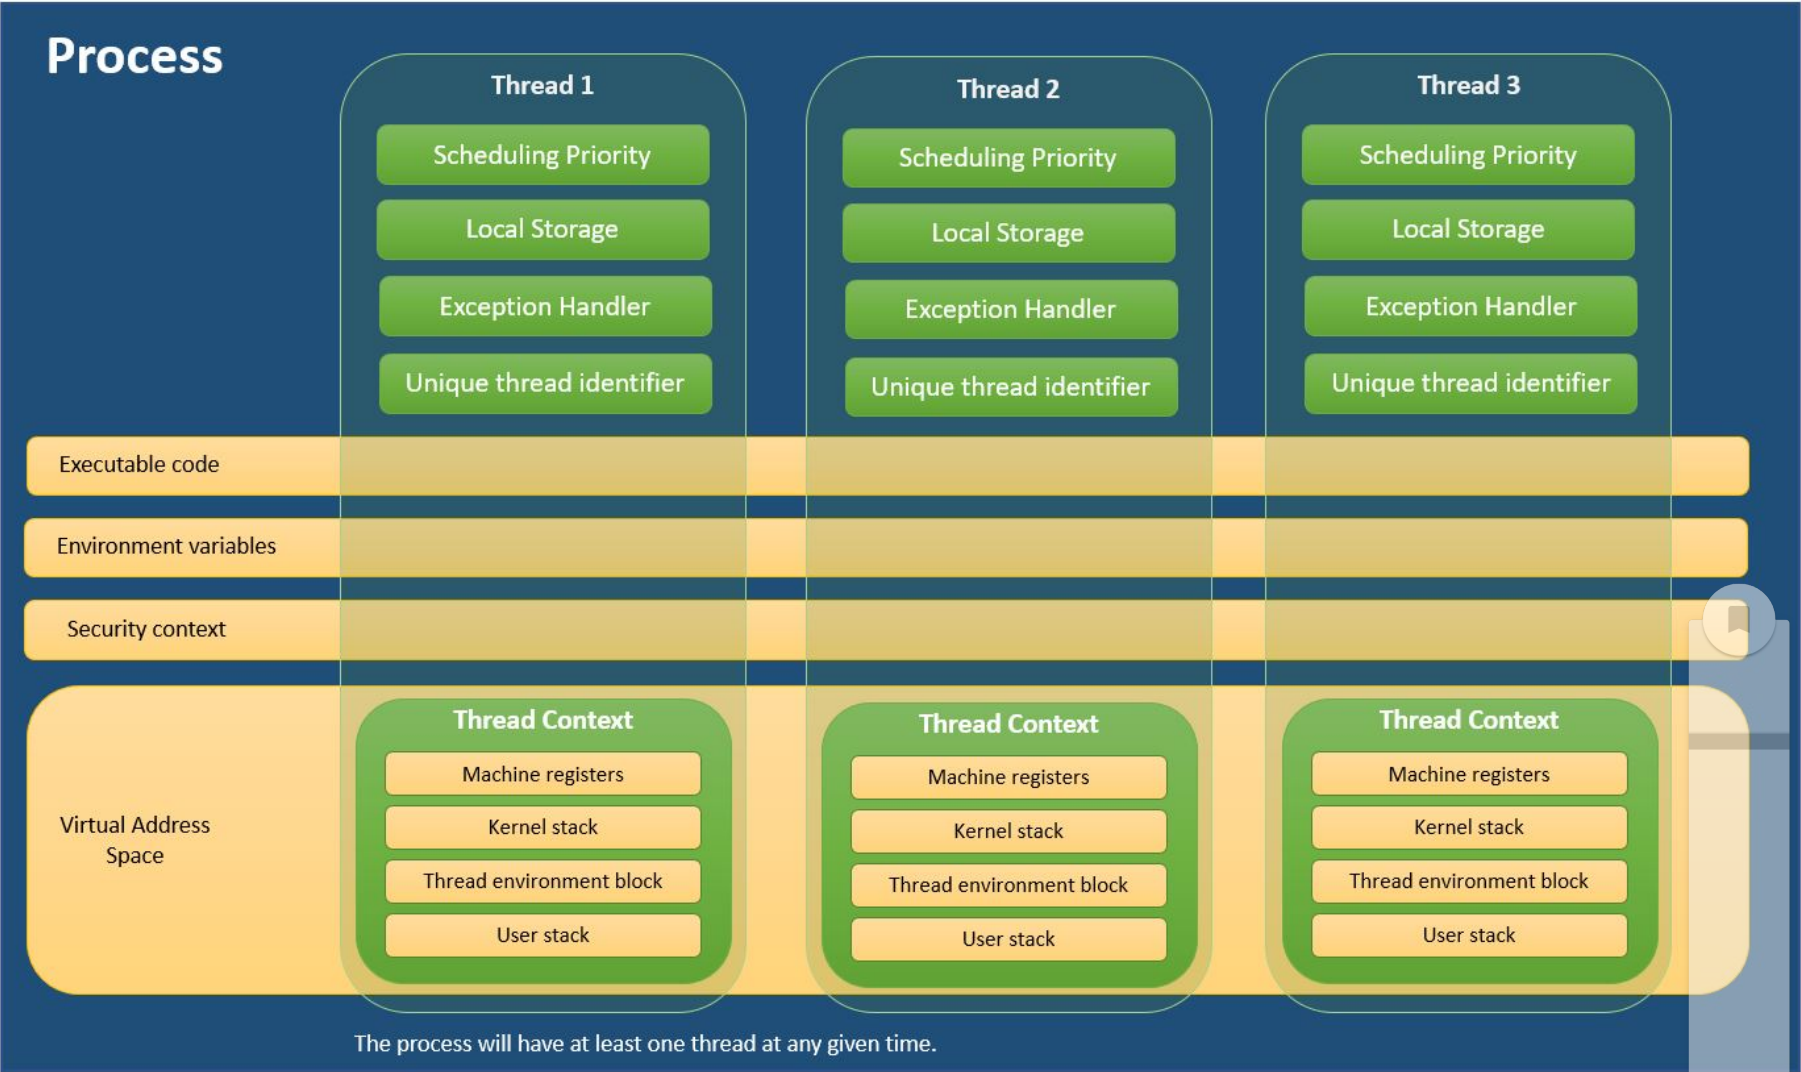 Process
Thread 1
Scheduling Priority
Local Storage
Exception Handler
Unique thread identifier
Thread 2
Scheduling Priority
Local Storage
Exception Handler
Unique thread identifier
Thread 3
Scheduling Priority
Local Storage
Exception Handler
Unique thread identifier
Executable code
Environment variables
Security context
Virtual Address
Space
Thread Context
Machine registers
Kernel stack
Thread environment block
User stack
Thread Context
Machine registers
Kernel stack
Thread environment block
User stack
Thread Context
Machine registers
Kernel stack
Thread environment block
User stack
The process will have at least one thread at any given time.